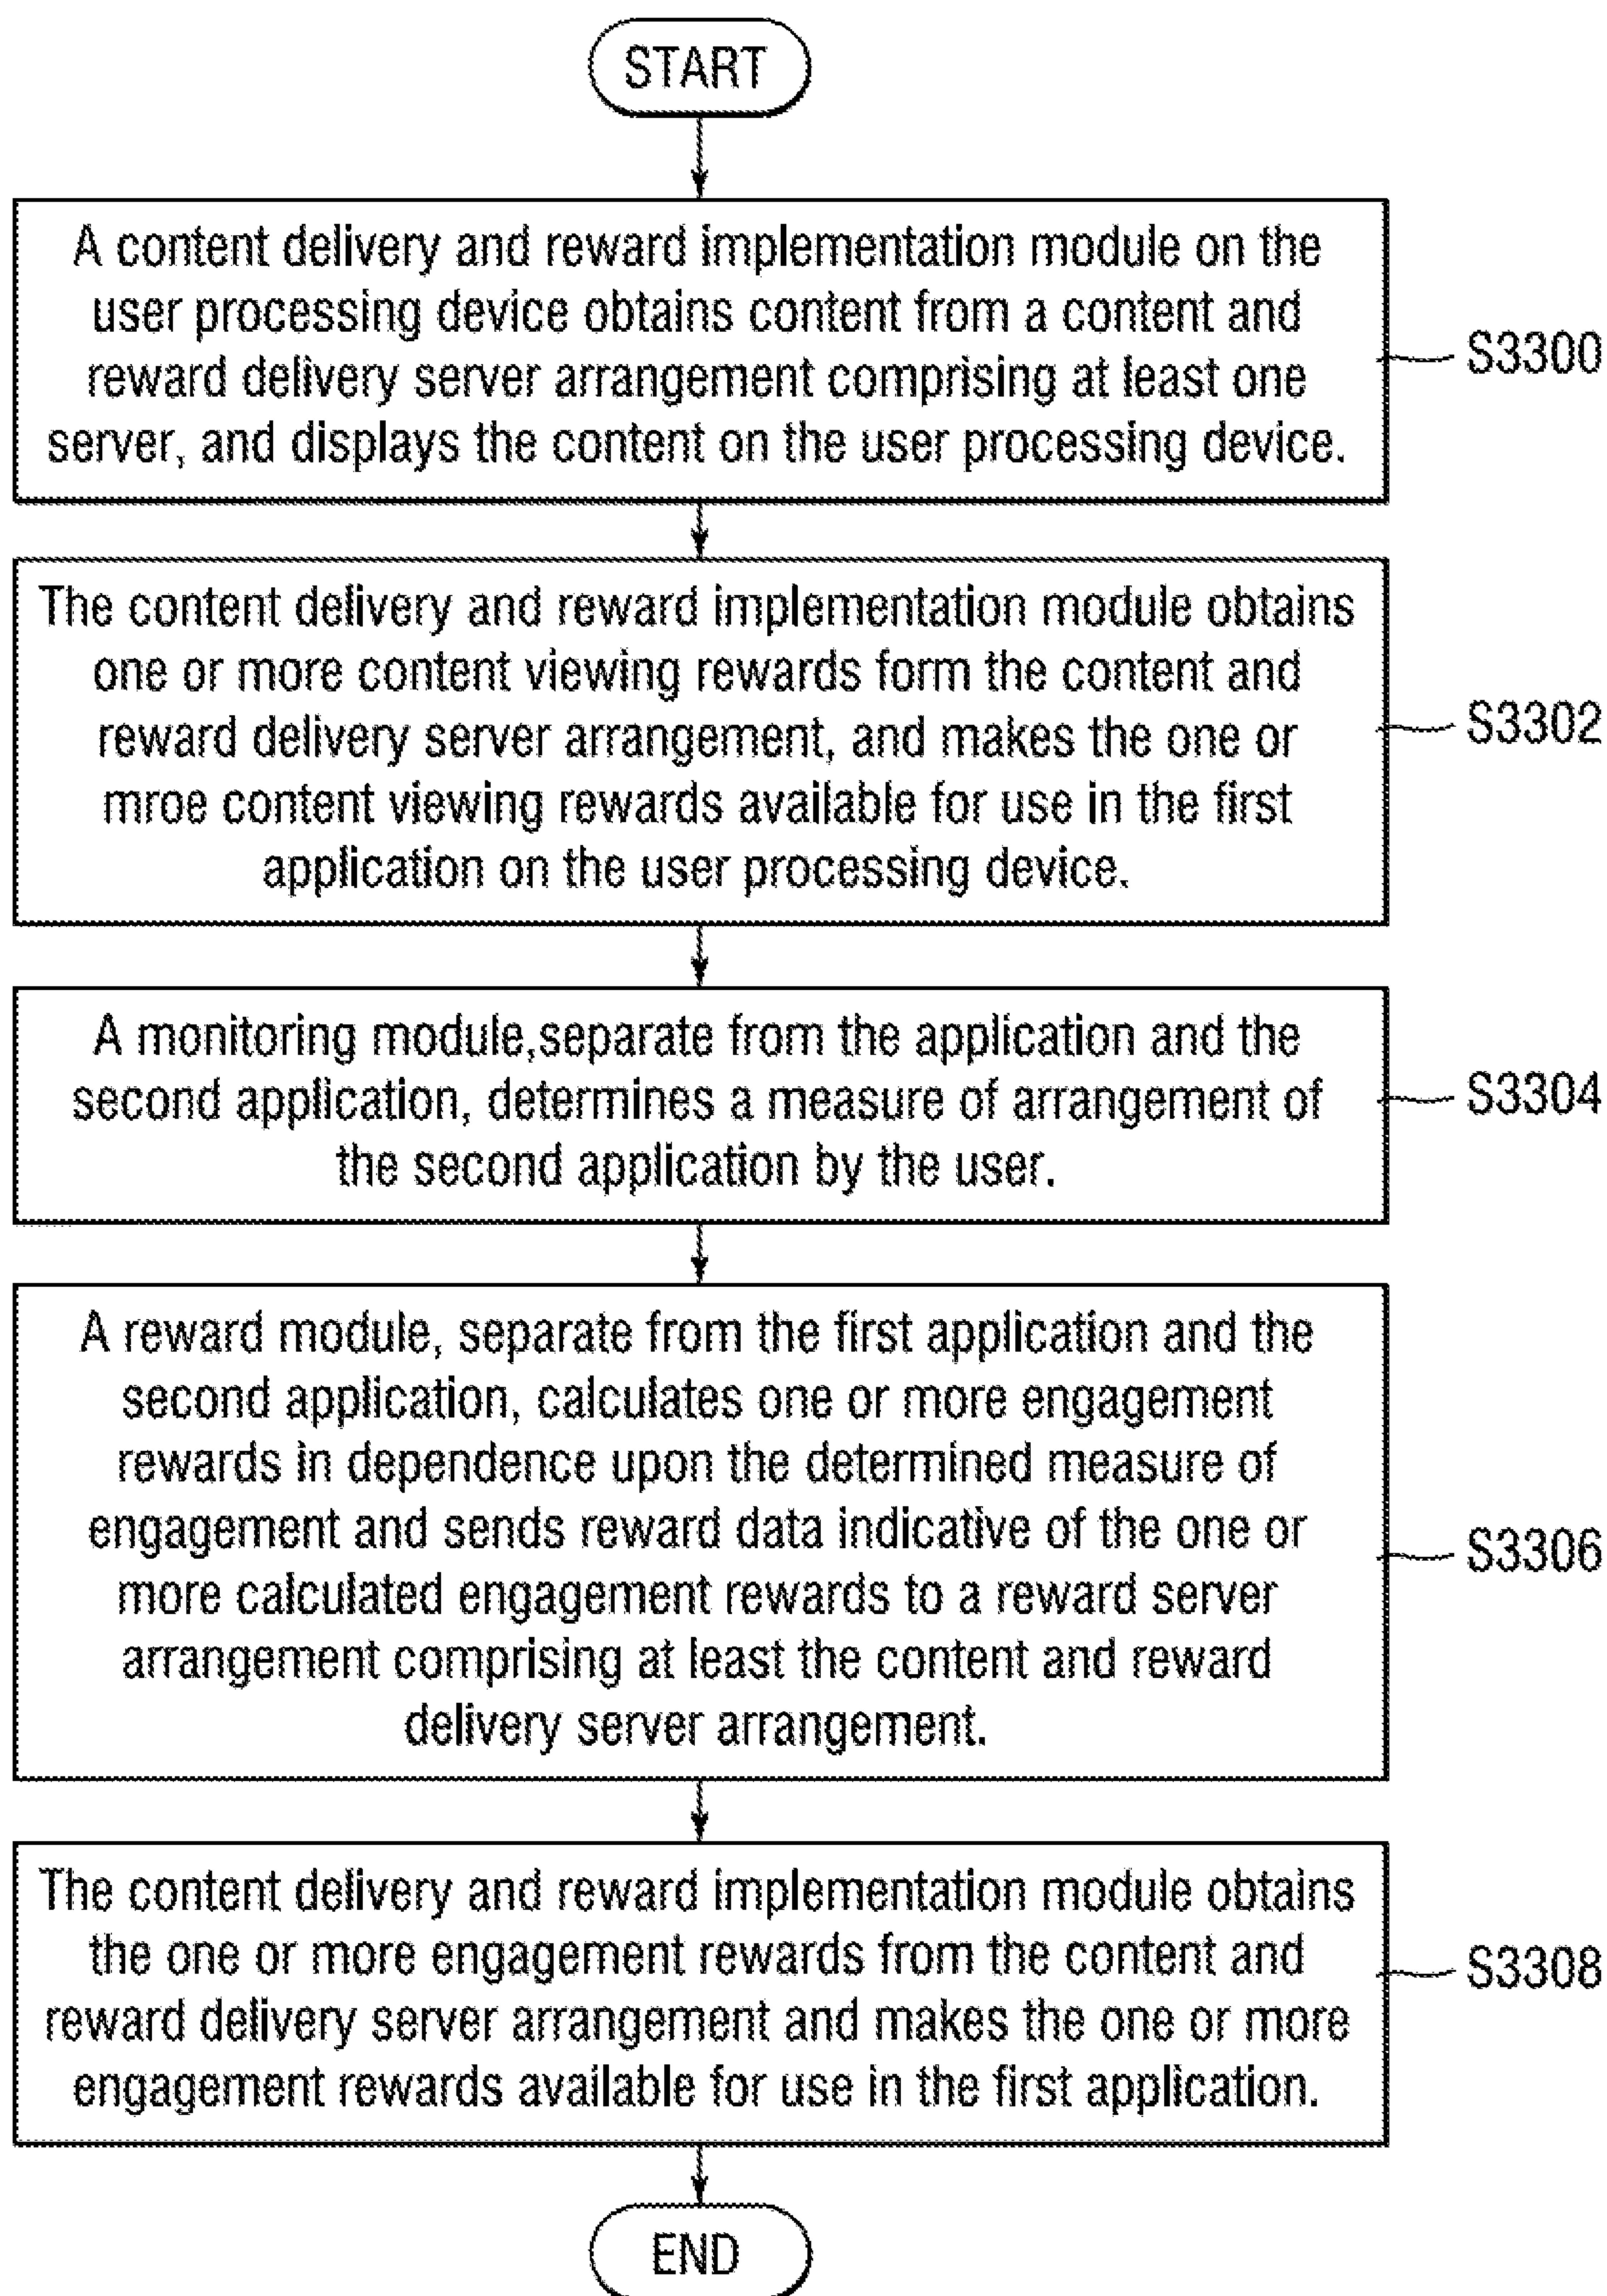 START
A content delivery and reward implementation module on the
user processing device obtains content from a content and
reward delivery server arrangement comprising at least one
server, and displays the content on the user processing device.
S3300
The content delivery and reward implementation module obtains
one or more content viewing rewards form the content and
reward delivery server arrangement, and makes the one or
mroe content viewing rewards available for use in the first
application on the user processing device.
S3302
A monitoring module,separate from the application and the
second application, determines a measure of arrangement of
the second application by the user.
S3304
A reward module, separate from the first application and the
second application, calculates one or more engagement
rewards in dependence upon the determined measure of
engagement and sends reward data indicative of the one or
more calculated engagement rewards to a reward server
arrangement comprising at least the content and reward
delivery server arrangement.
S3306
The content delivery and reward implementation module obtains
the one or more engagement rewards from the content and
reward delivery server arrangement and makes the one or more
engagement rewards available for use in the first application.
S3308
END